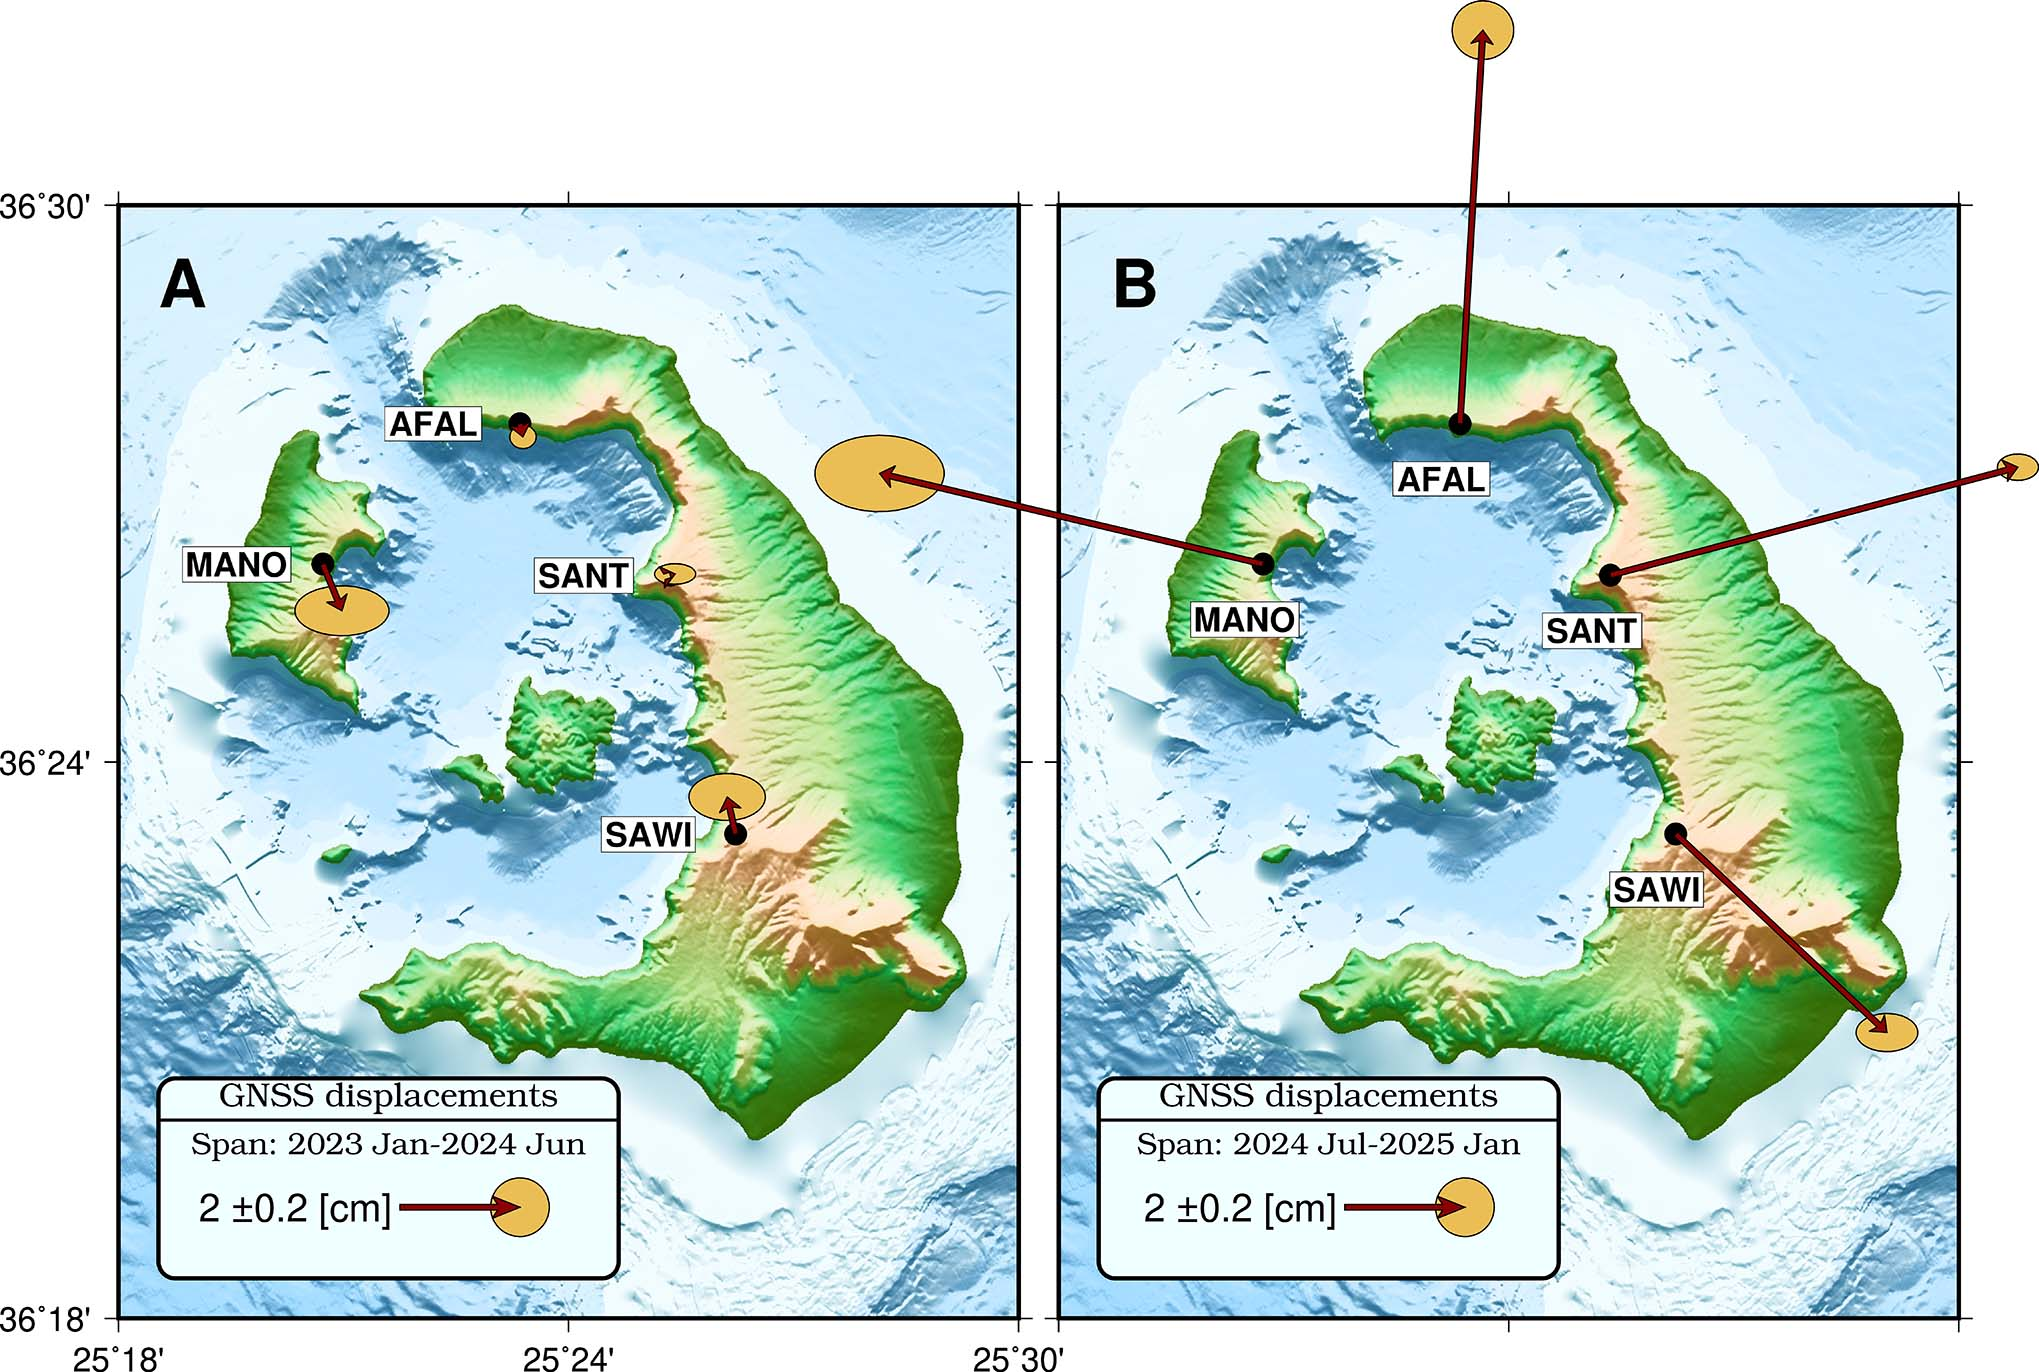 36°30'
A
B
AFAL
AFAL
MANO
SANT
MANO
SANT
36°24'
SAWI
SAWI
GNSS displacements
Span: 2023 Jan-2024 Jun
2 ±0.2 [cm]
GNSS displacements
Span: 2024 Jul-2025 Jan
2 ±0.2 [cm]
36°18'
25°18'
25°24'
25°30'